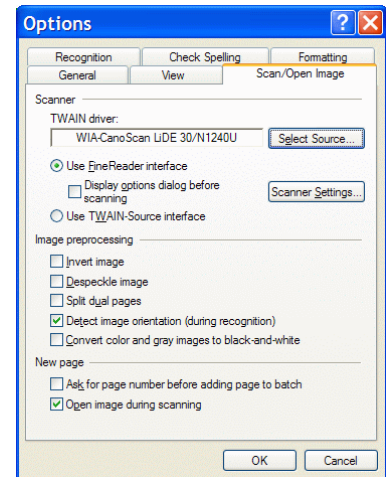 Options
Recognition Check Spelling Formatting
General View Scan/Open Image
Scanner
TWAIN driver:
WIA-CanoScan LiDE 30/N1240U Select Source...
Use FineReader interface
Display options dialog before
scanning Scanner Settings...
Use TWAIN-Source interface
Image preprocessing
Invert image
Despeckle image
Split dual pages
Detect image orientation (during recognition)
Convert color and gray images to black-and-white
New page
Ask for page number before adding page to batch
Open image during scanning
OK Cancel